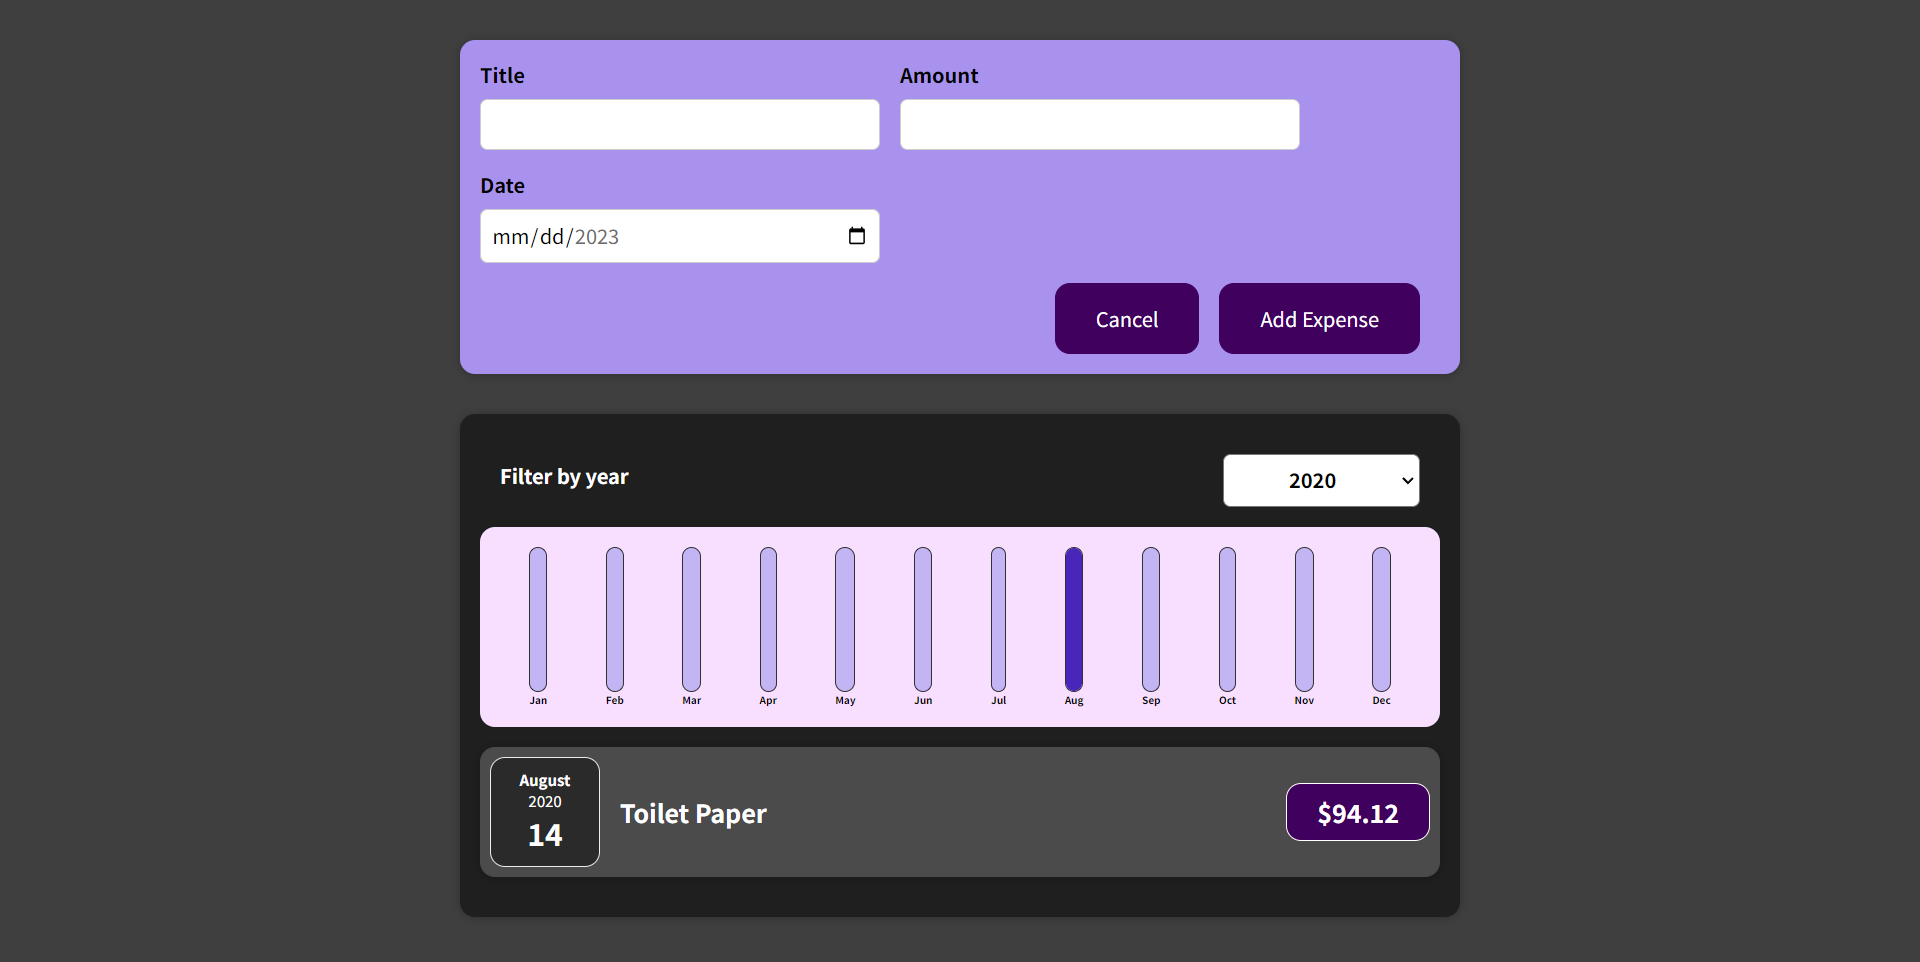 Title Amount
Date
mm/dd/2023
Cancel Add Expense
Filter by year 2020
Jan Feb Mar Apr May Jun Jul Aug Sep Oct Nov Dec
August
2020
14
Toilet Paper
$94.12